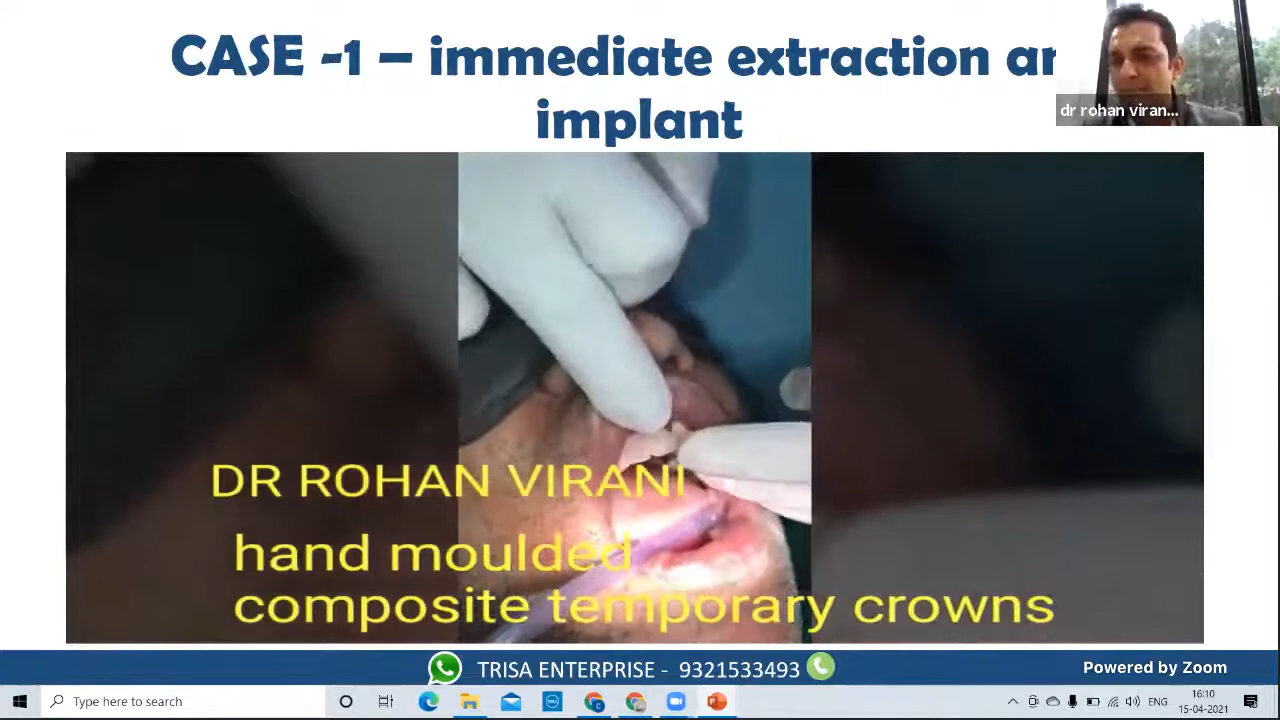 CASE -1 – immediate extraction
implant
dr rohan viran...
DR ROHAN VIRANI
hand moulded
composite temporary crowns
TRISA ENTERPRISE - 9321533493
Powered by Zoom
Type here to search
ENG
16:10
15-04-2021